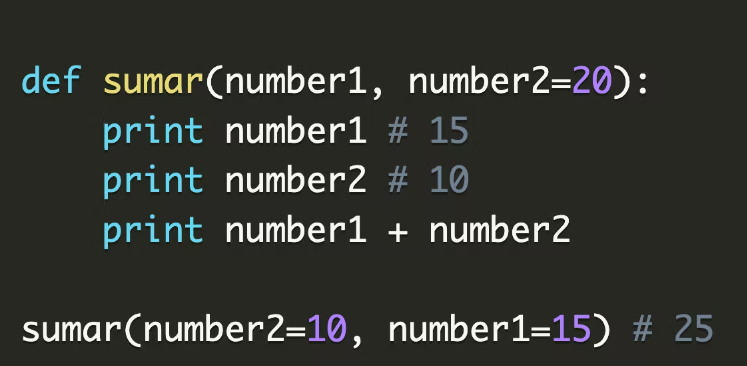 def sumar(number1, number2=20):
    print number1 # 15
    print number2 # 10
    print number1 + number2
sumar(number2=10, number1=15) # 25